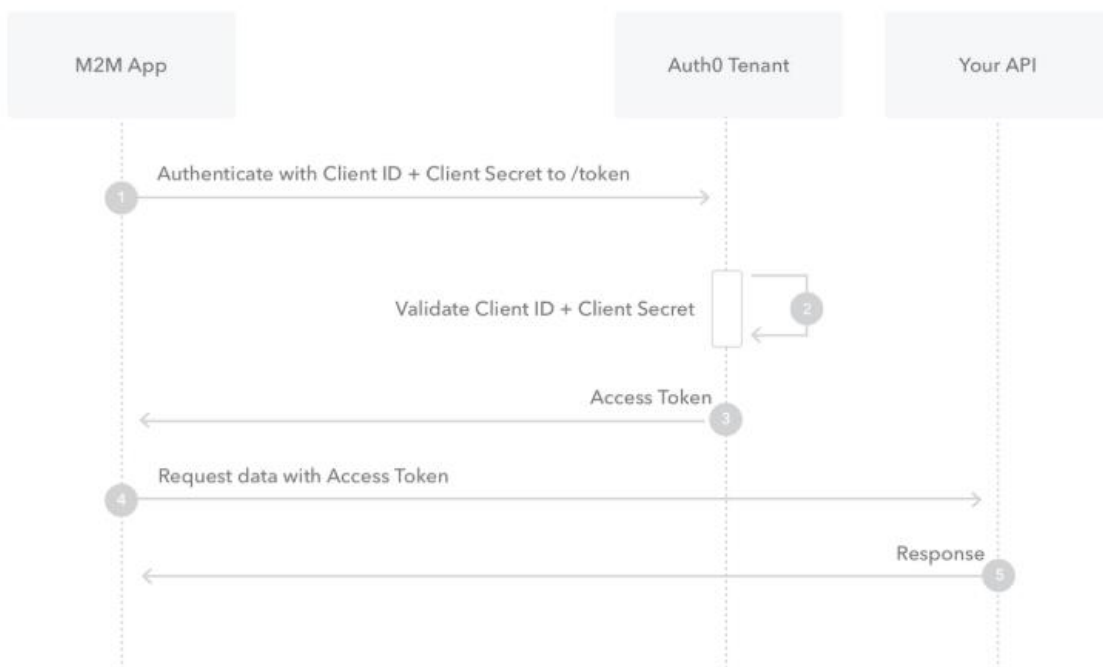 M2M App
Auth0 Tenant
Your API
Authenticate with Client ID + Client Secret to /token
1
Validate Client ID + Client Secret
2
Access Token
3
Request data with Access Token
4
Response
5